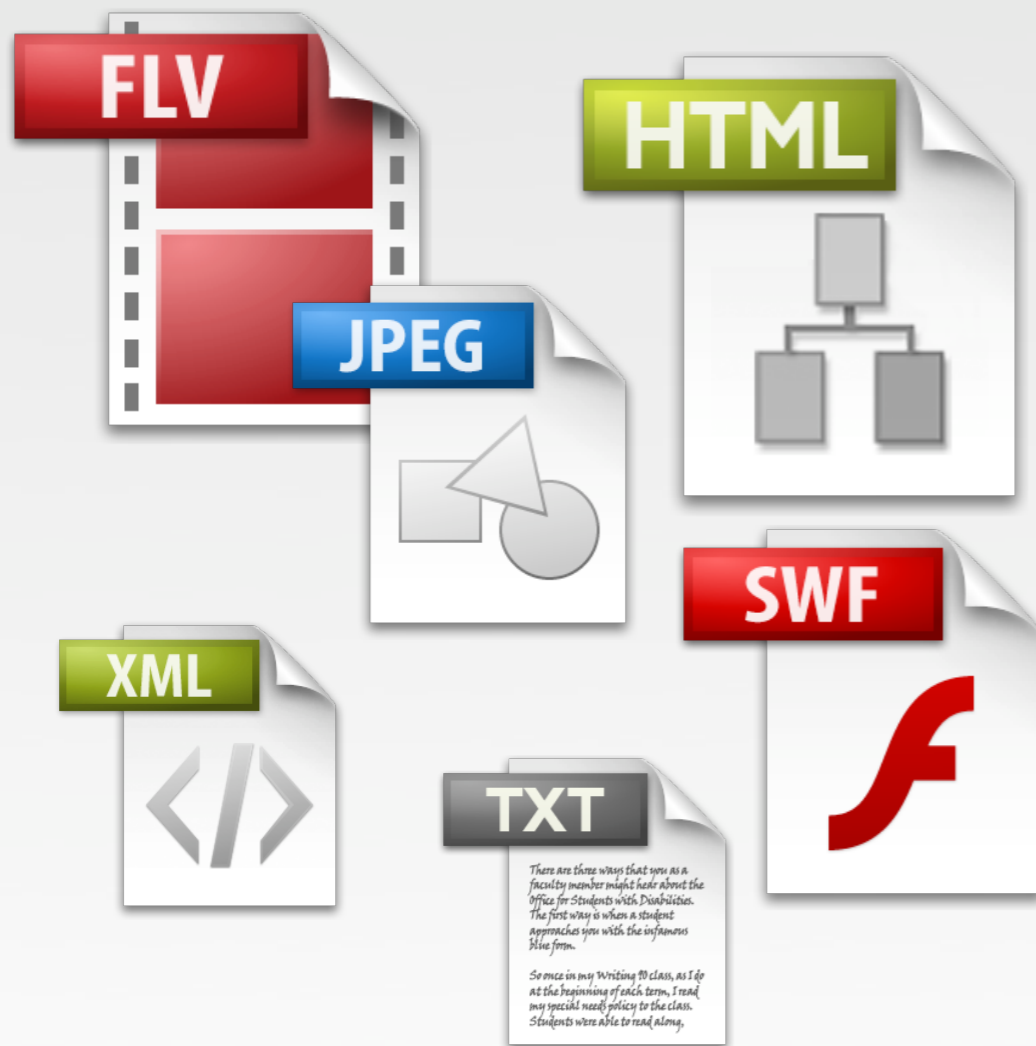 FLV
HTML
JPEG
SWF
XML
TXT
There are three ways that you as a
faculty member might hear about the
Office for Students with Disabilities.
The first way is when a student
approaches you with the infamous
blue form.
So once in my Writing 90 class, as I do
at the beginning of each term, I read
my special needs policy to the class.
Students were able to read along,